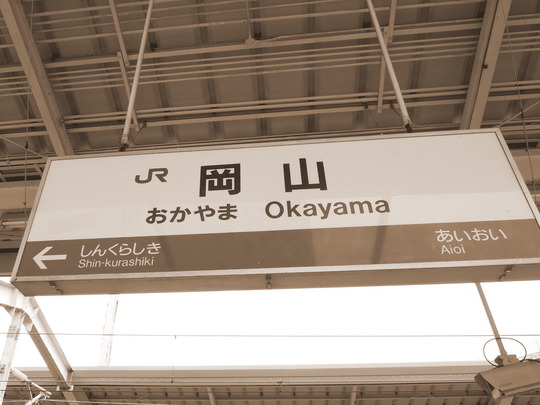 JR 岡山
おかやま Okayama
← しんくらしき あいおい
Shin-kurashiki Aioi